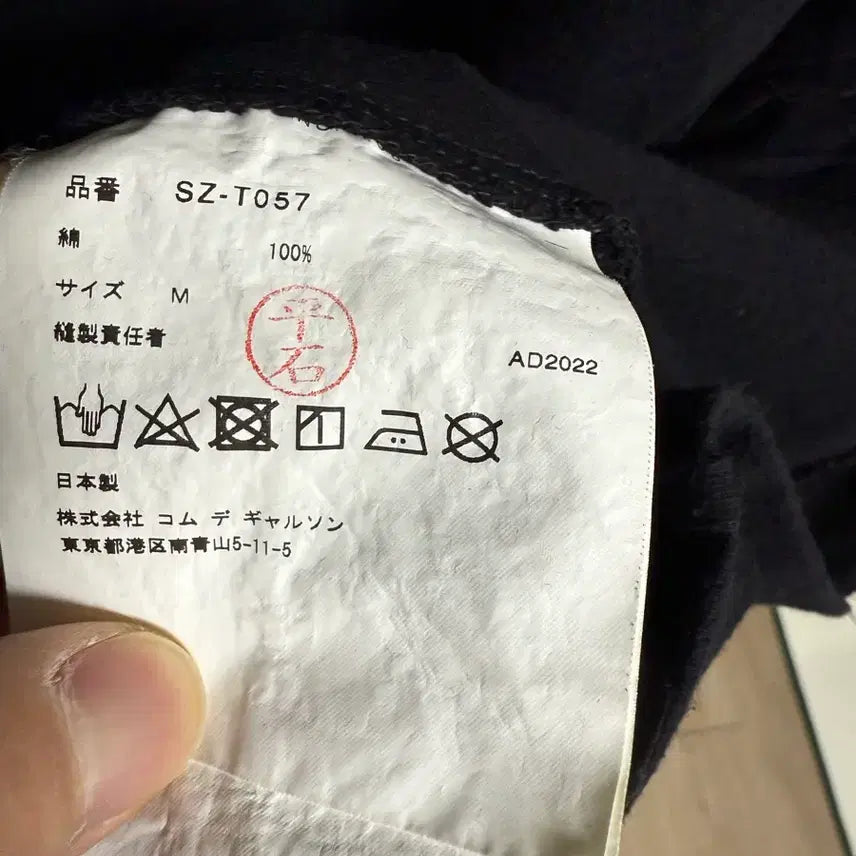 品番 SZ-T057
綿 100%
サイズ M
平石
縫製責任者
AD2022
日本製
株式会社 コム デ ギャルソン
東京都港区南青山5-11-5